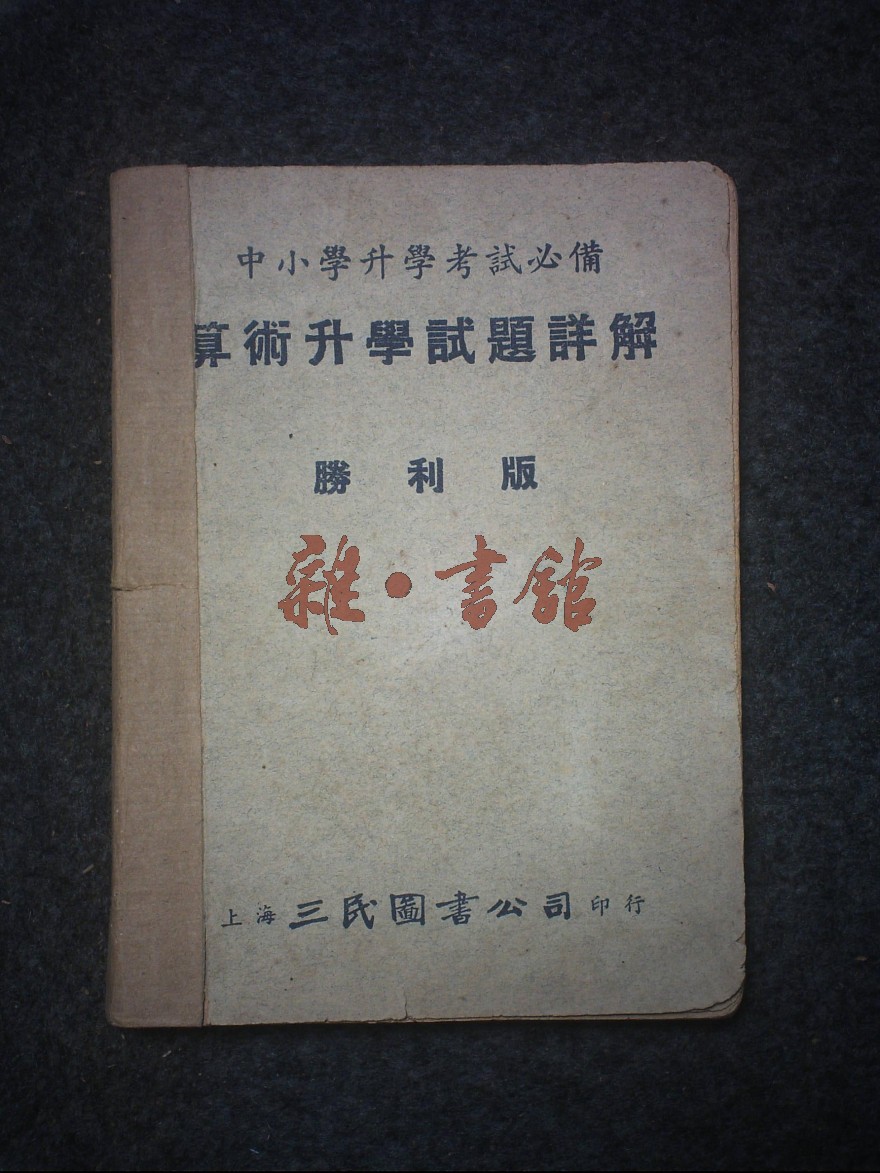 中小學升學考試必備
算術升學試題詳解
勝利版
雜·書館
上海 三民圖書公司 印行